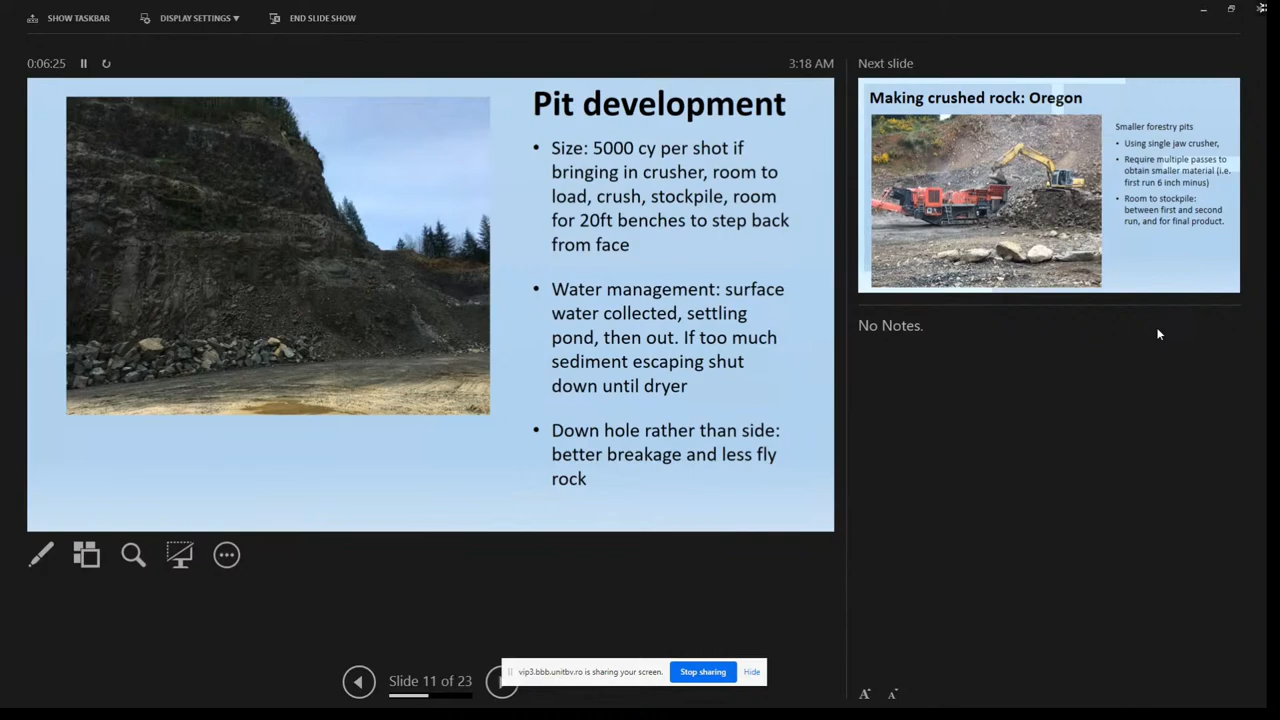 SHOW TASKBAR
DISPLAY SETTINGS ▼
END SLIDE SHOW
0:06:25
3:18 AM
Pit development
• Size: 5000 cy per shot if
bringing in crusher, room to
load, crush, stockpile, room
for 20ft benches to step back
from face
• Water management: surface
water collected, settling
pond, then out. If too much
sediment escaping shut
down until dryer
• Down hole rather than side:
better breakage and less fly
rock
Next slide
Making crushed rock: Oregon
Smaller forestry pits
• Using single jaw crusher,
• Require multiple passes to
obtain smaller material (i.e.
first run 6 inch minus)
• Room to stockpile:
between first and second
run, and for final product.
No Notes.
Slide 11 of 23
vip3.bbb.unitbv.ro is sharing your screen.
Stop sharing
Hide
A A